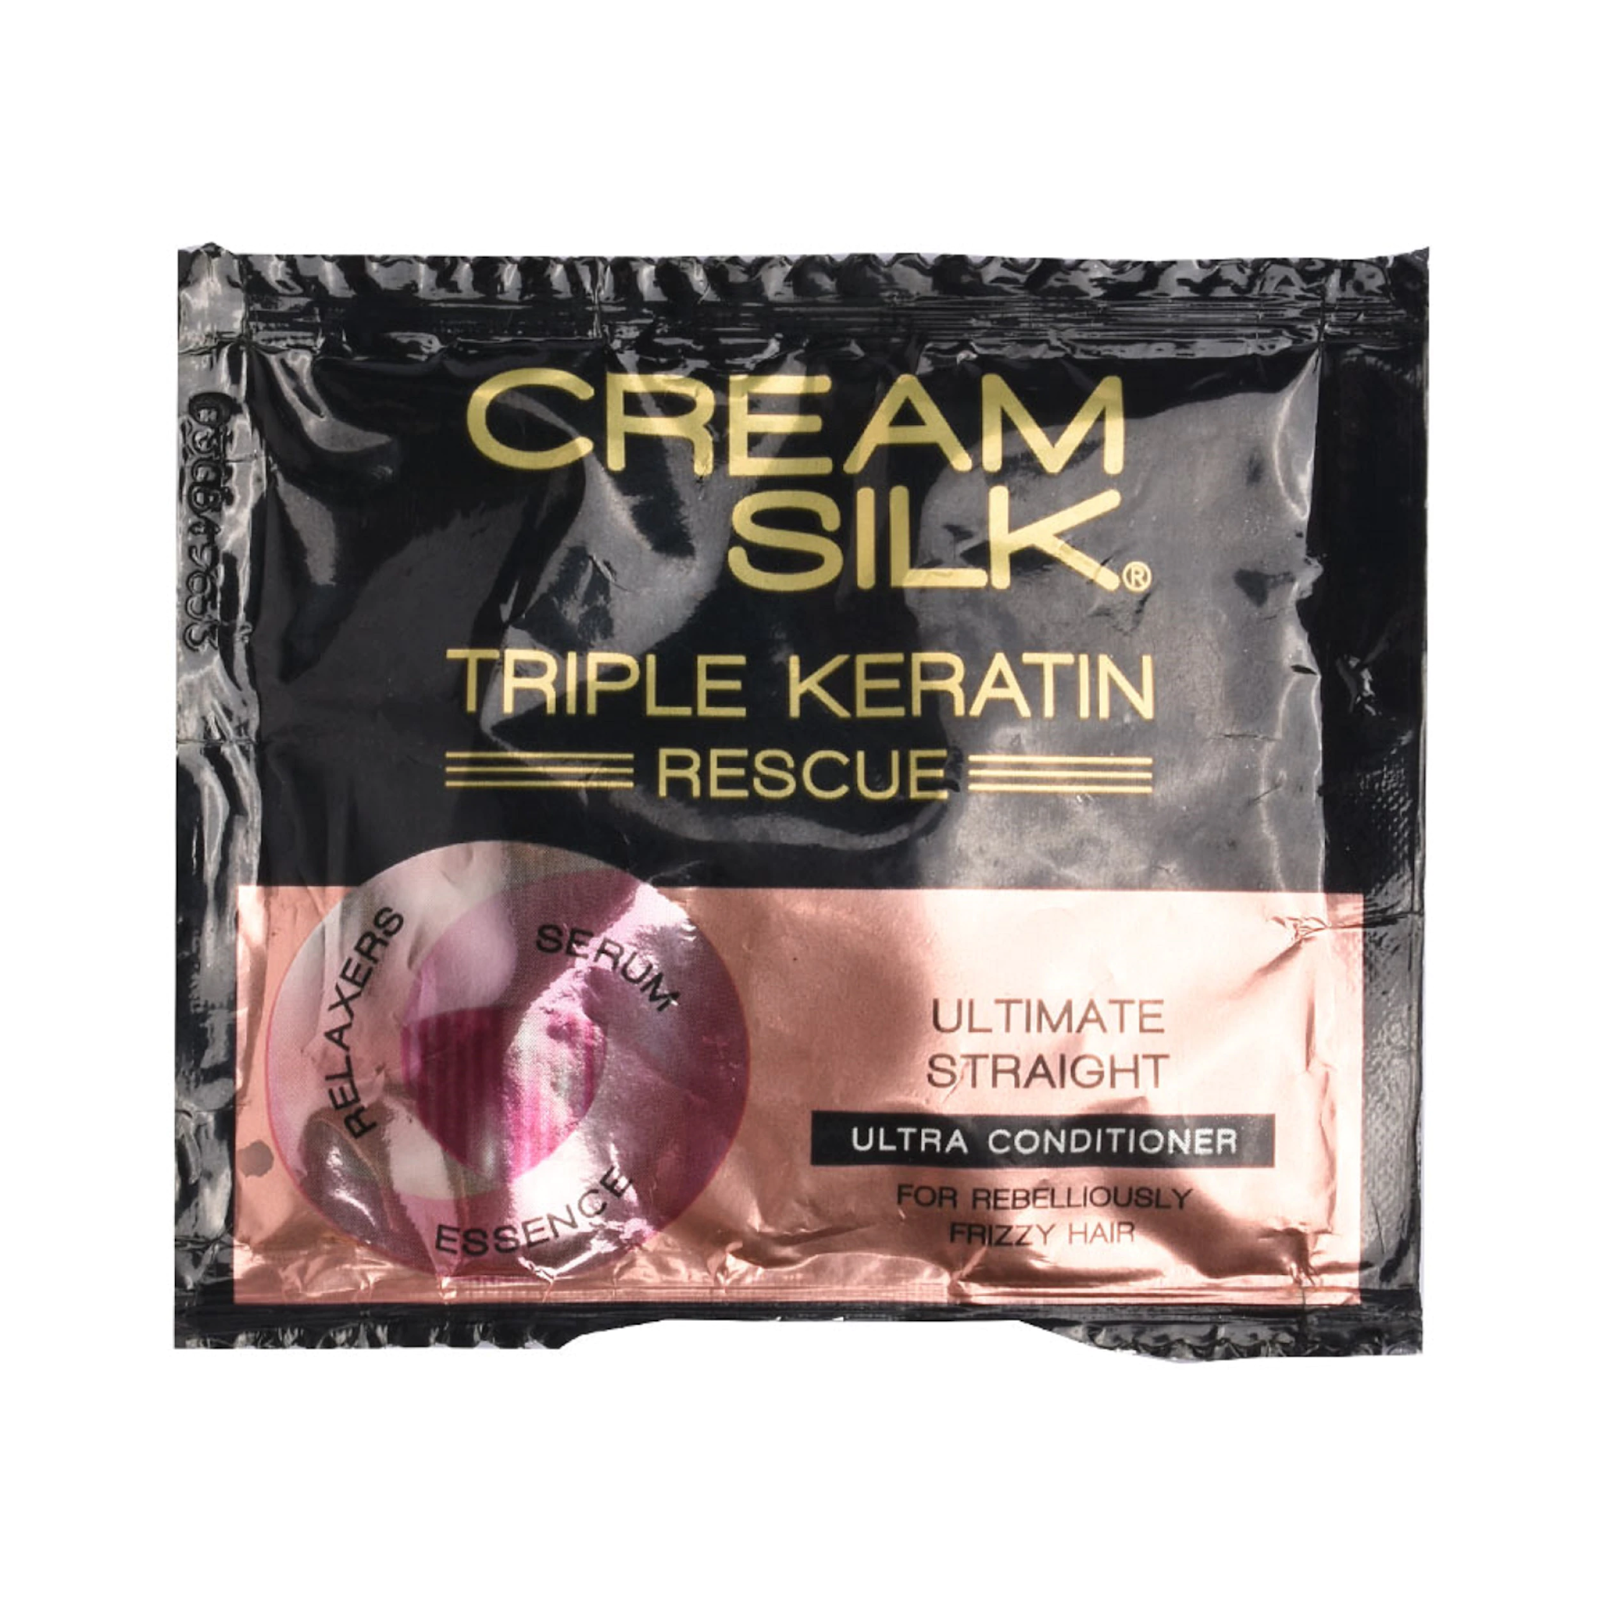 CREAM
SILK®
TRIPLE KERATIN
RESCUE
RELAXERS
SERUM
ESSENCE
ULTIMATE
STRAIGHT
ULTRA CONDITIONER
FOR REBELLIOUSLY
FRIZZY HAIR